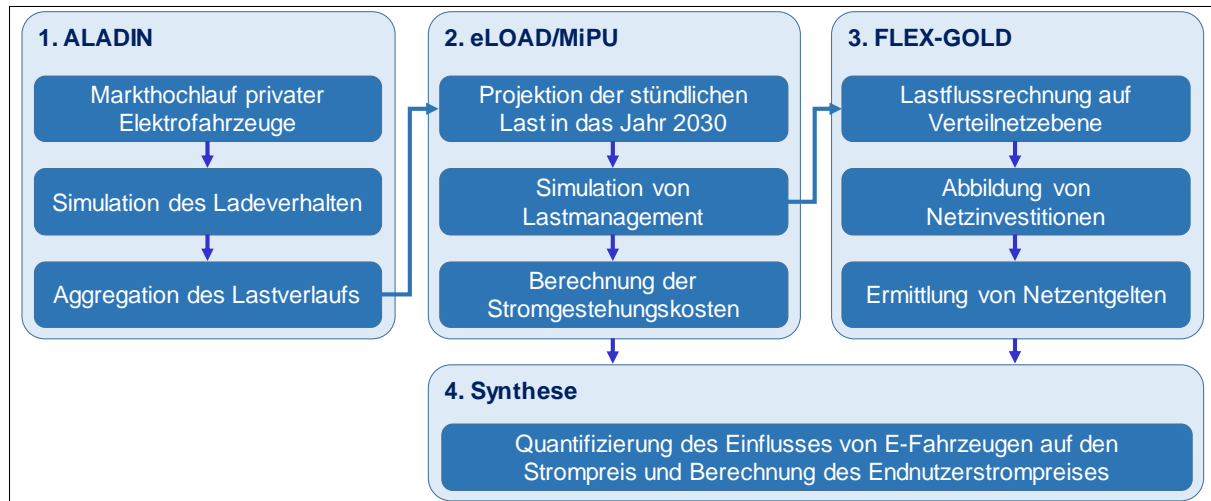 1. ALADIN
Markthochlauf privater
Elektrofahrzeuge
Simulation des Ladeverhalten
Aggregation des Lastverlaufs
2. eLOAD/MiPU
Projektion der stündlichen
Last in das Jahr 2030
Simulation von
Lastmanagement
Berechnung der
Stromgestehungskosten
3. FLEX-GOLD
Lastflussrechnung auf
Verteilnetzebene
Abbildung von
Netzinvestitionen
Ermittlung von Netzentgelten
4. Synthese
Quantifizierung des Einflusses von E-Fahrzeugen auf den
Strompreis und Berechnung des Endnutzerstrompreises